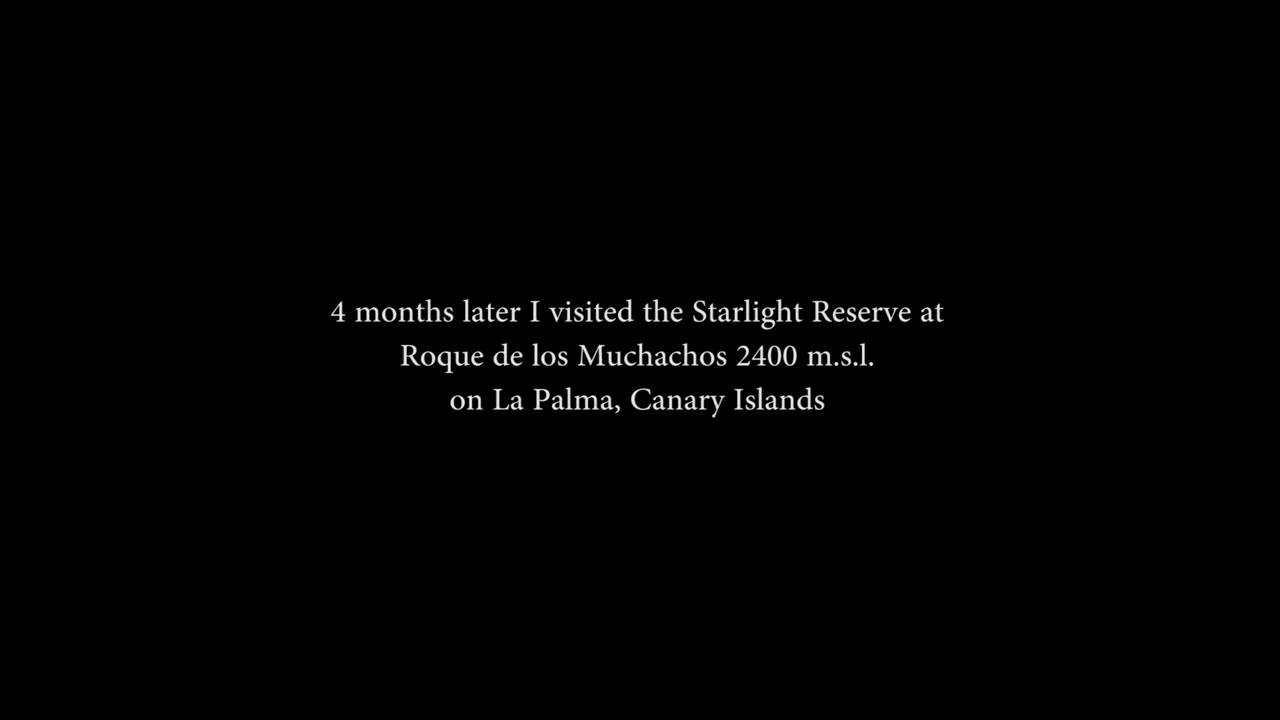 4 months later I visited the Starlight Reserve at
Roque de los Muchachos 2400 m.s.l.
on La Palma, Canary Islands